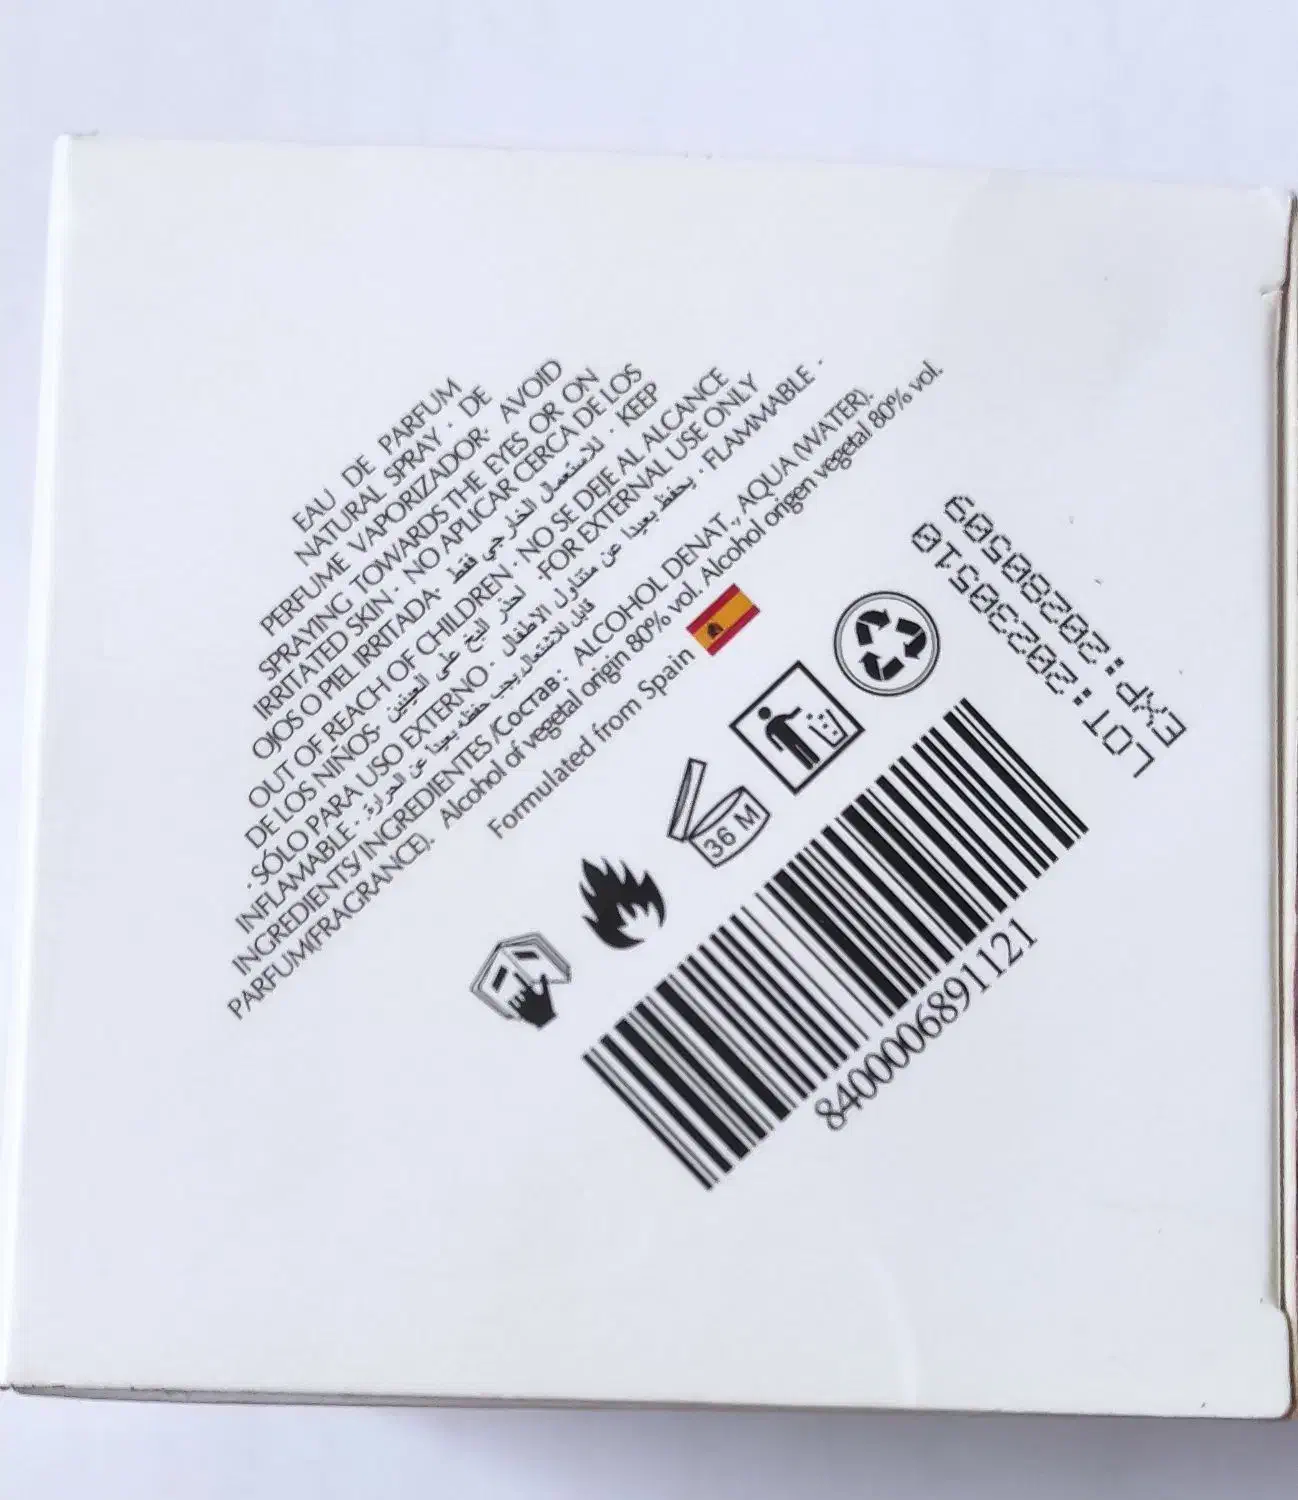 EAU DE PARFUM
NATURAL SPRAY · DE
PERFUME VAPORIZADOR· AVOID
SPRAYING TOWARDS THE EYES OR ON
IRRITATED SKIN · NO APLICAR CERCA DE LOS
OJOS O PIEL IRRITADA· للاستعمال الخارجي فقط · KEEP
OUT OF REACH OF CHILDREN · NO SE DEJE AL ALCANCE
DE LOS NIÑOS· احذر البخ على العينين ·FOR EXTERNAL USE ONLY
· SÓLO PARA USO EXTERNO · يحفظ بعيدا عن متناول الاطفال · FLAMMABLE ·
INFLAMABLE · قابل للاشتعال يجب حفظه بعيدا عن الحرارة
INGREDIENTS/ INGREDIENTES /Состав: ALCOHOL DENAT., AQUA (WATER).
PARFUM(FRAGRANCE). Alcohol of vegetal origin 80% vol. Alcohol origen vegetal 80% vol.
Formulated from Spain
36 M
LOT:20230510
EXP:20280509
8400006891121